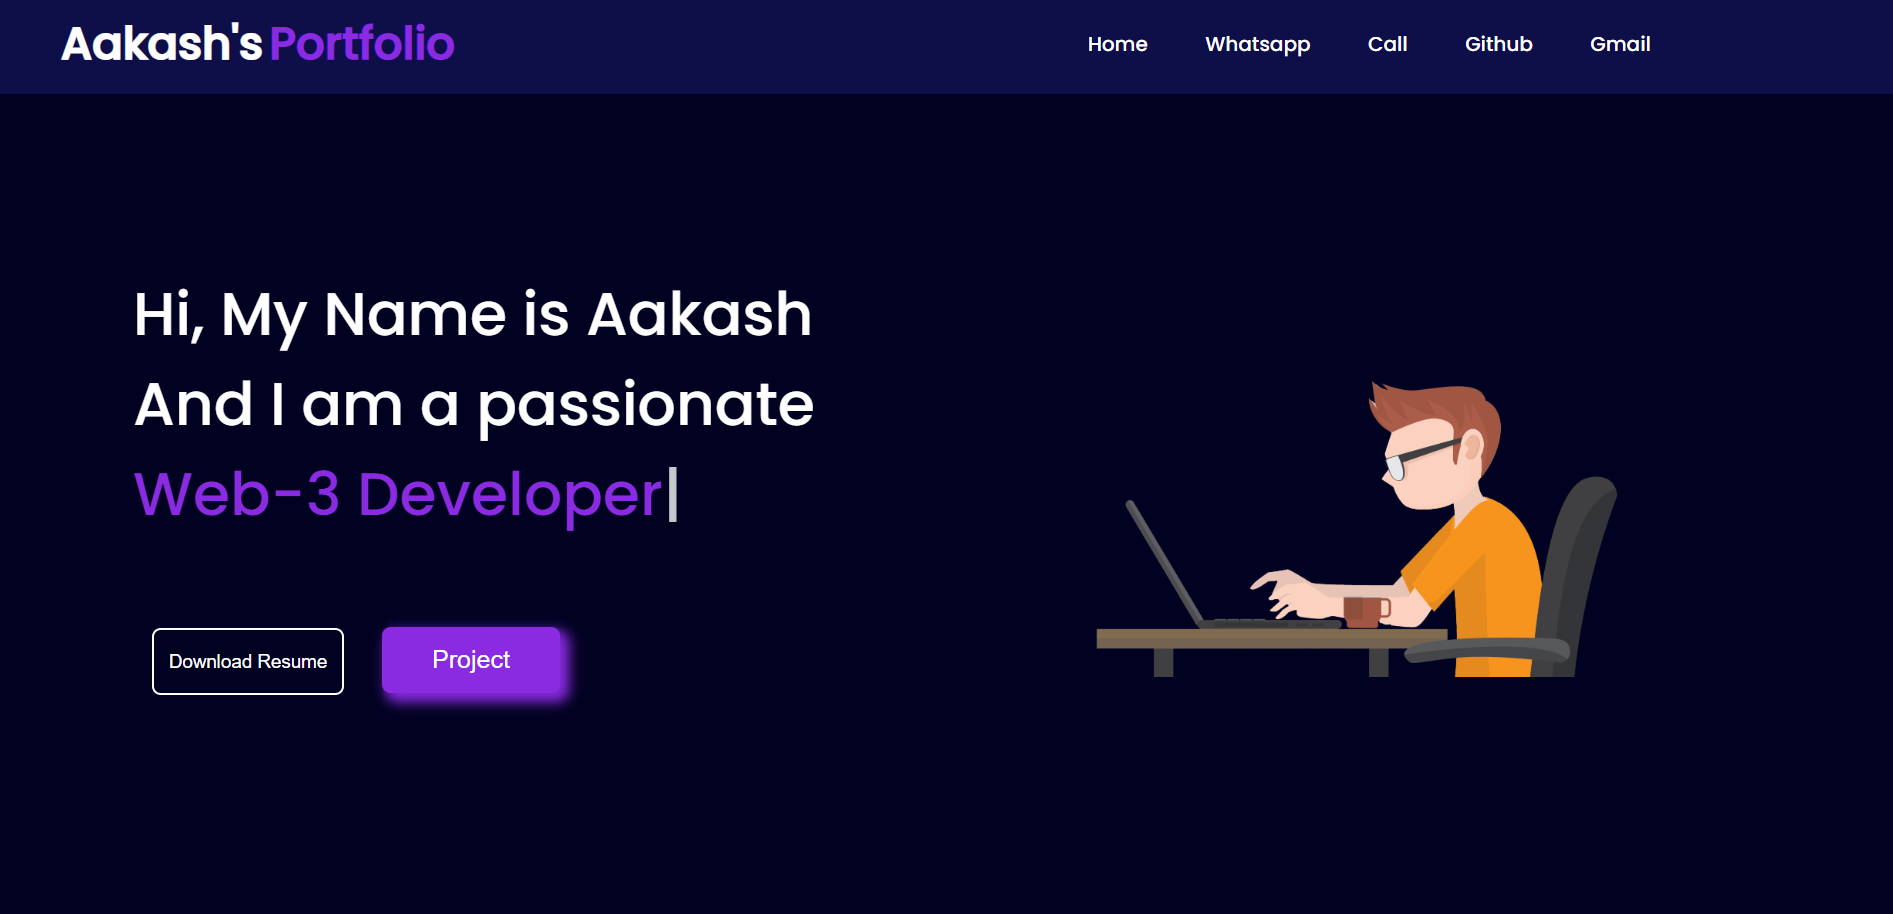 Aakash's Portfolio
Home Whatsapp Call Github Gmail
Hi, My Name is Aakash
And I am a passionate
Web-3 Developer|
Download Resume
Project